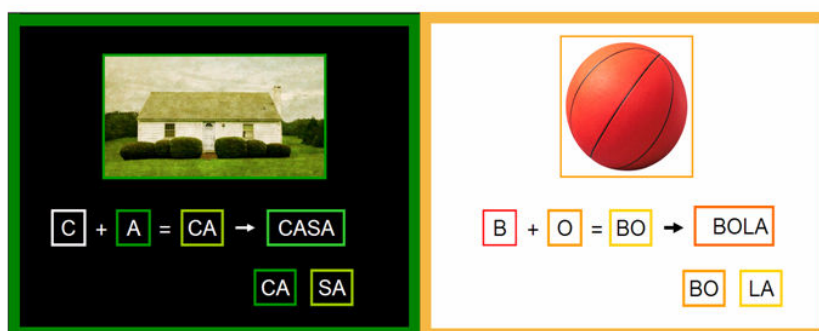 C + A = CA → CASA
CA SA
B + O = BO → BOLA
BO LA